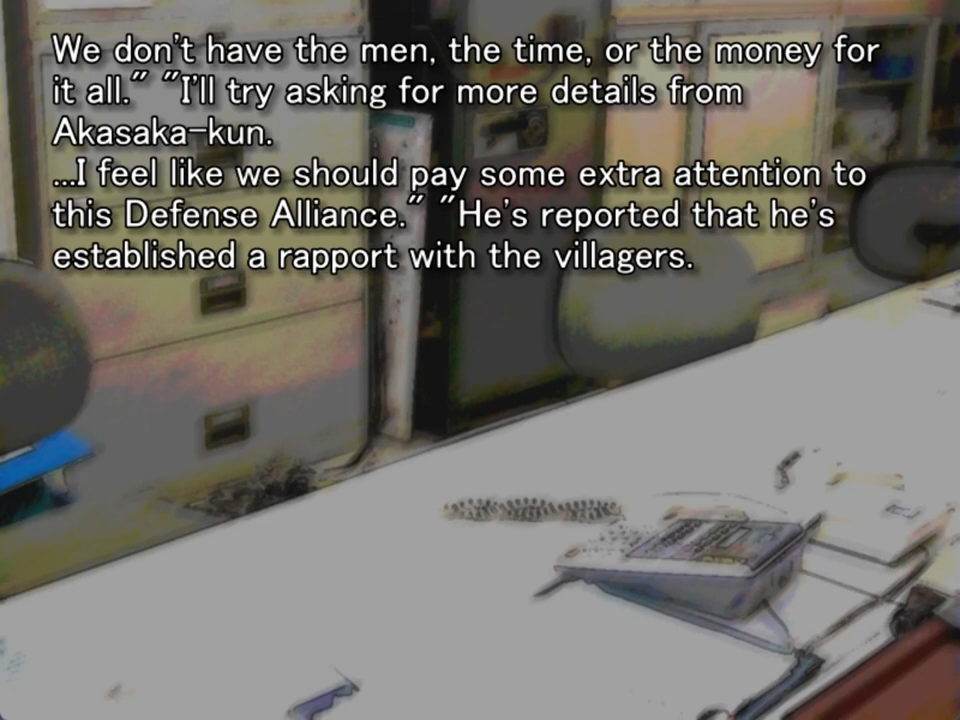 We don't have the men, the time, or the money for
it all." "I'll try asking for more details from
Akasaka-kun.
...I feel like we should pay some extra attention to
this Defense Alliance." "He's reported that he's
established a rapport with the villagers.